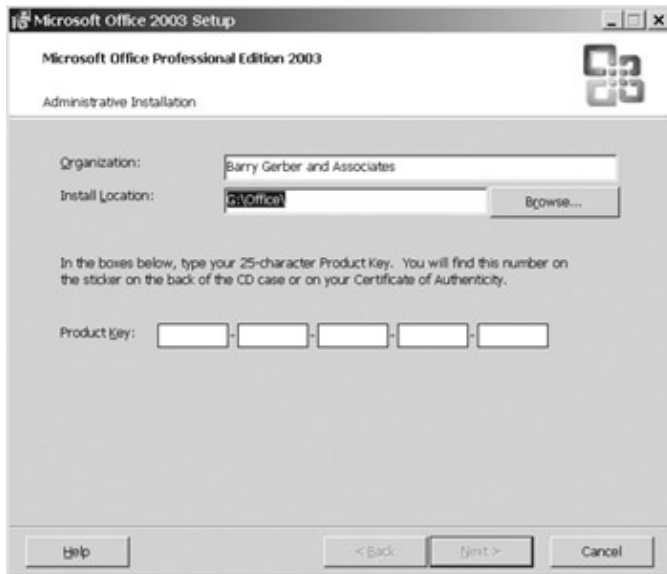 Microsoft Office 2003 Setup
Microsoft Office Professional Edition 2003
Administrative Installation
Organization: Barry Gerber and Associates
Install Location: G:\Office\ Browse...
In the boxes below, type your 25-character Product Key. You will find this number on
the sticker on the back of the CD case or on your Certificate of Authenticity.
Product Key: - - - -
Help < Back Next > Cancel